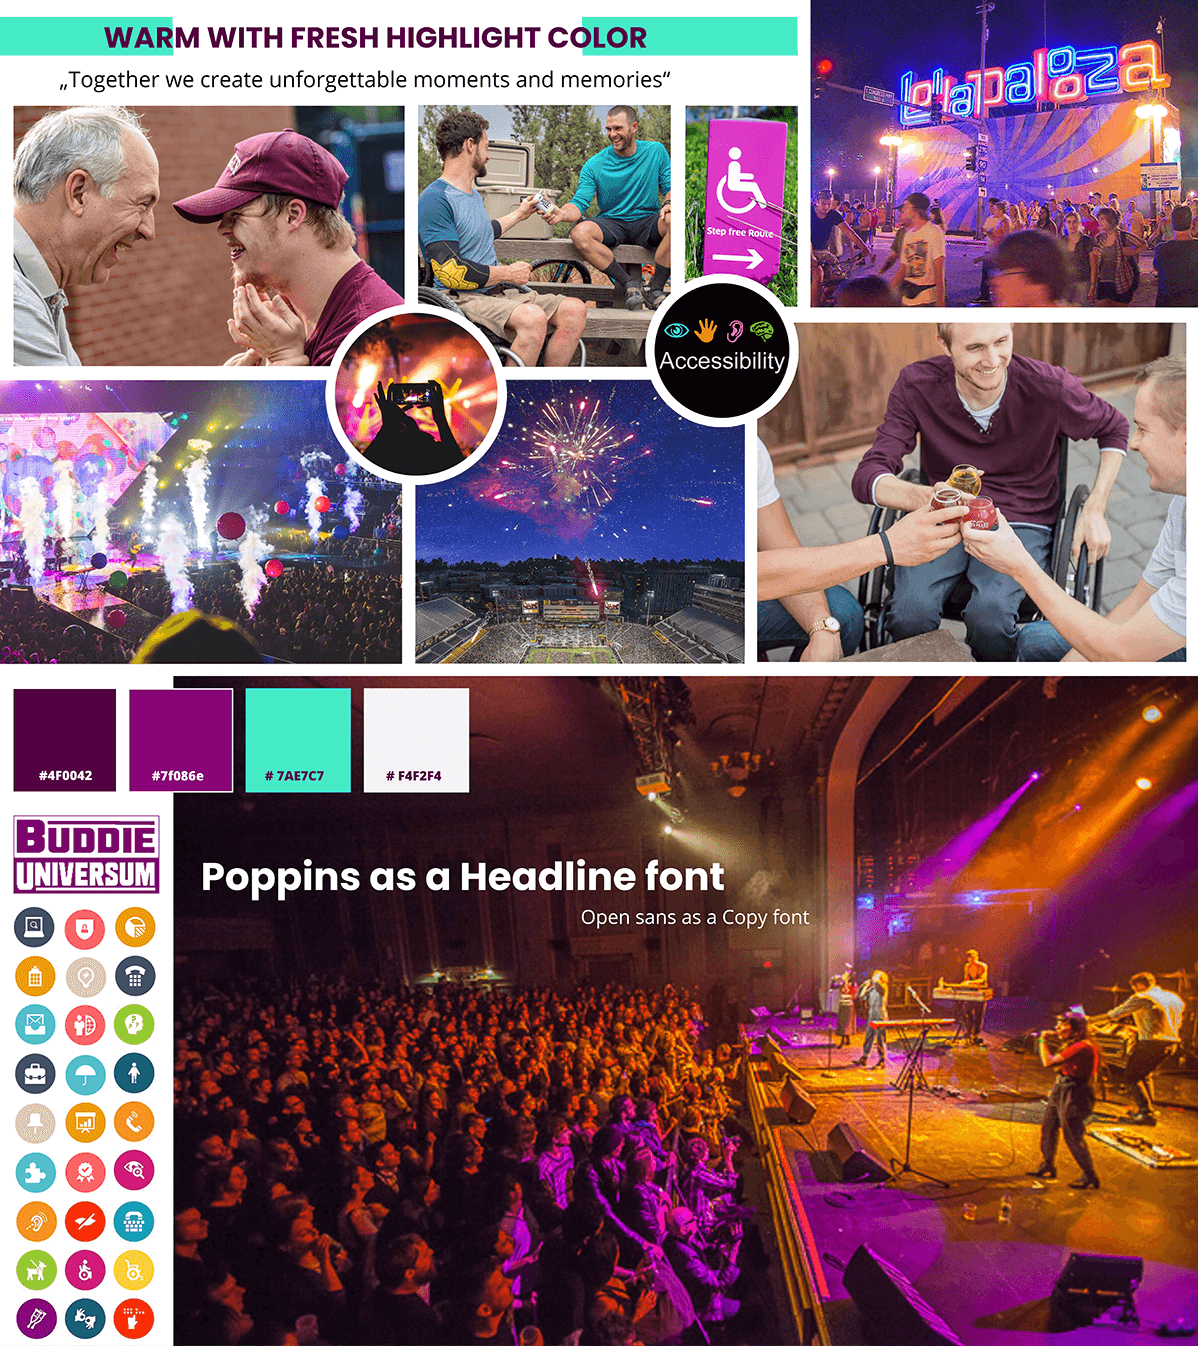 WARM WITH FRESH HIGHLIGHT COLOR
„Together we create unforgettable moments and memories“
lollapalooza
Step free Route
Accessibility
#4F0042
#7f086e
# 7AE7C7
# F4F2F4
BUDDIE
UNIVERSUM
Poppins as a Headline font
Open sans as a Copy font